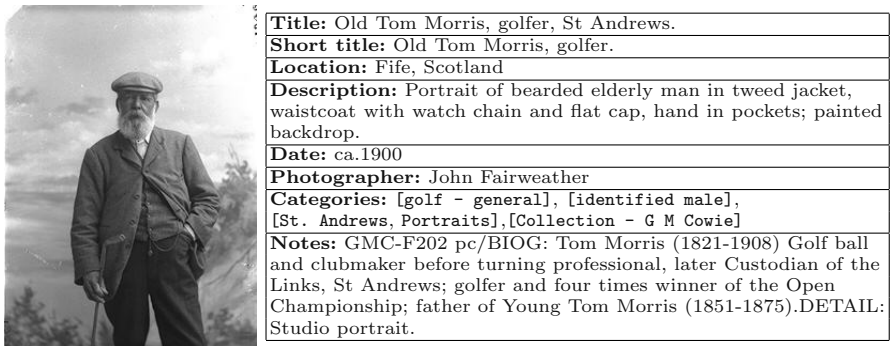 Title: Old Tom Morris, golfer, St Andrews.
Short title: Old Tom Morris, golfer.
Location: Fife, Scotland
Description: Portrait of bearded elderly man in tweed jacket,
waistcoat with watch chain and flat cap, hand in pockets; painted
backdrop.
Date: ca.1900
Photographer: John Fairweather
Categories: [golf - general], [identified male],
[St. Andrews, Portraits],[Collection - G M Cowie]
Notes: GMC-F202 pc/BIOG: Tom Morris (1821-1908) Golf ball
and clubmaker before turning professional, later Custodian of the
Links, St Andrews; golfer and four times winner of the Open
Championship; father of Young Tom Morris (1851-1875).DETAIL:
Studio portrait.